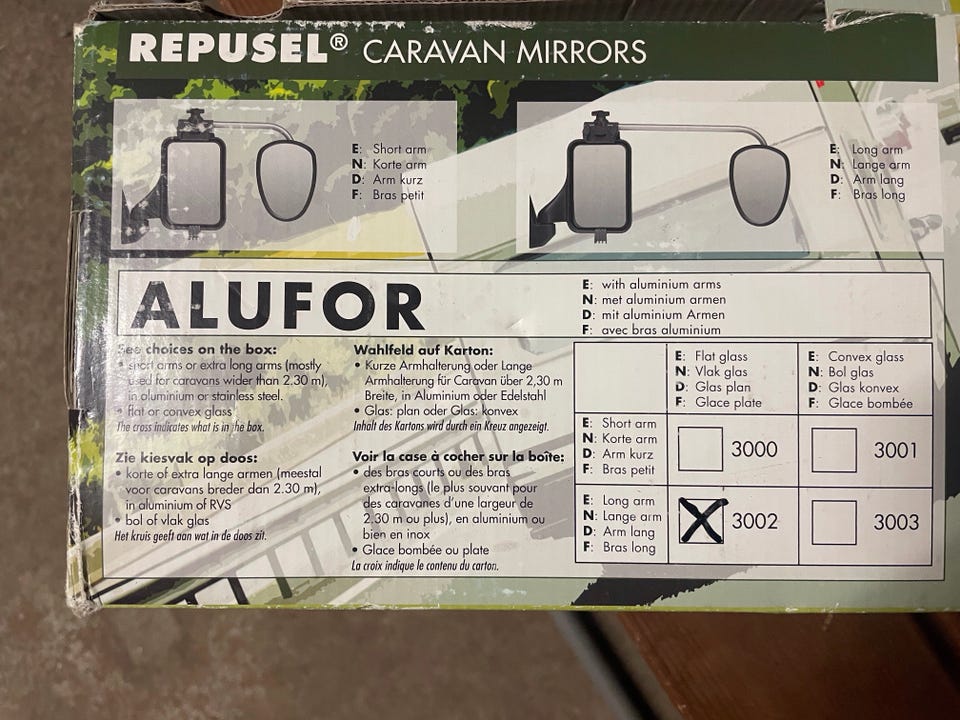 REPUSEL® CARAVAN MIRRORS
E: Short arm
N: Korte arm
D: Arm kurz
F: Bras petit
E: Long arm
N: Lange arm
D: Arm lang
F: Bras long
ALUFOR
E: with aluminium arms
N: met aluminium armen
D: mit aluminium Armen
F: avec bras aluminium
See choices on the box:
• short arms or extra long arms (mostly
used for caravans wider than 2.30 m),
in aluminium or stainless steel.
• flat or convex glass
The cross indicates what is in the box.
Zie kiesvak op doos:
• korte of extra lange armen (meestal
voor caravans breder dan 2.30 m),
in aluminium of RVS
• bol of vlak glas
Het kruis geeft aan wat in de doos zit.
Wahlfeld auf Karton:
• Kurze Armhalterung oder Lange
Armhalterung für Caravan über 2,30 m
Breite, in Aluminium oder Edelstahl
• Glas: plan oder Glas: konvex
Inhalt des Kartons wird durch ein Kreuz angezeigt.
Voir la case à cocher sur la boîte:
• des bras courts ou des bras
extra-longs (le plus souvant pour
des caravanes d'une largeur de
2.30 m ou plus), en aluminium ou
bien en inox
• Glace bombée ou plate
La croix indique le contenu du carton.
E: Flat glass
N: Vlak glas
D: Glas plan
F: Glace plate
E: Convex glass
N: Bol glas
D: Glas konvex
F: Glace bombée
E: Short arm
N: Korte arm
D: Arm kurz
F: Bras petit
3000
3001
E: Long arm
N: Lange arm
D: Arm lang
F: Bras long
X 3002
3003